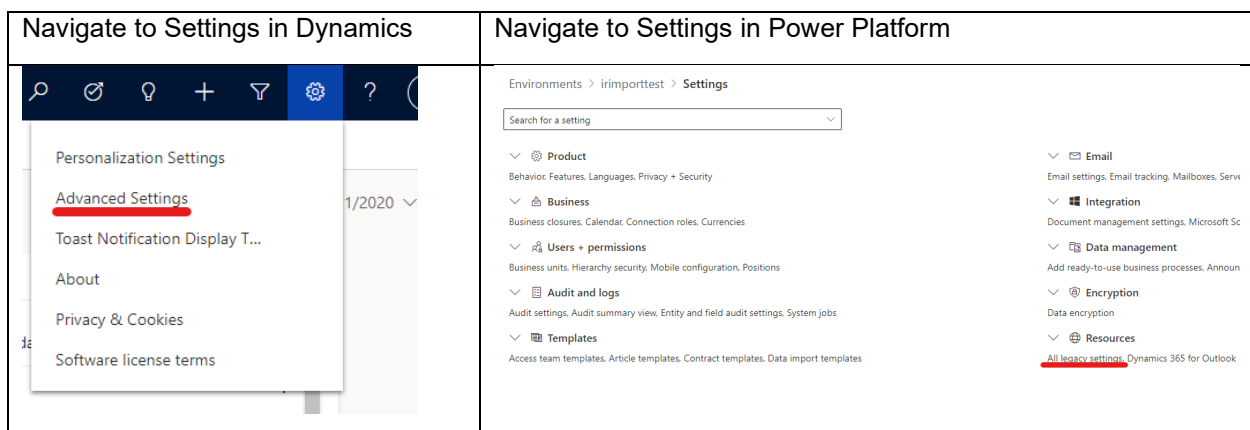 Navigate to Settings in Dynamics
Navigate to Settings in Power Platform
Personalization Settings
Advanced Settings
Toast Notification Display T...
About
Privacy & Cookies
Software license terms
1/2020
Environments > irimporttest > Settings
Search for a setting
Product
Behavior, Features, Languages, Privacy + Security
Business
Business closures, Calendar, Connection roles, Currencies
Users + permissions
Business units, Hierarchy security, Mobile configuration, Positions
Audit and logs
Audit settings, Audit summary view, Entity and field audit settings, System jobs
Templates
Access team templates, Article templates, Contract templates, Data import templates
Email
Email settings, Email tracking, Mailboxes, Serve
Integration
Document management settings, Microsoft Sc
Data management
Add ready-to-use business processes, Announ
Encryption
Data encryption
Resources
All legacy settings, Dynamics 365 for Outlook